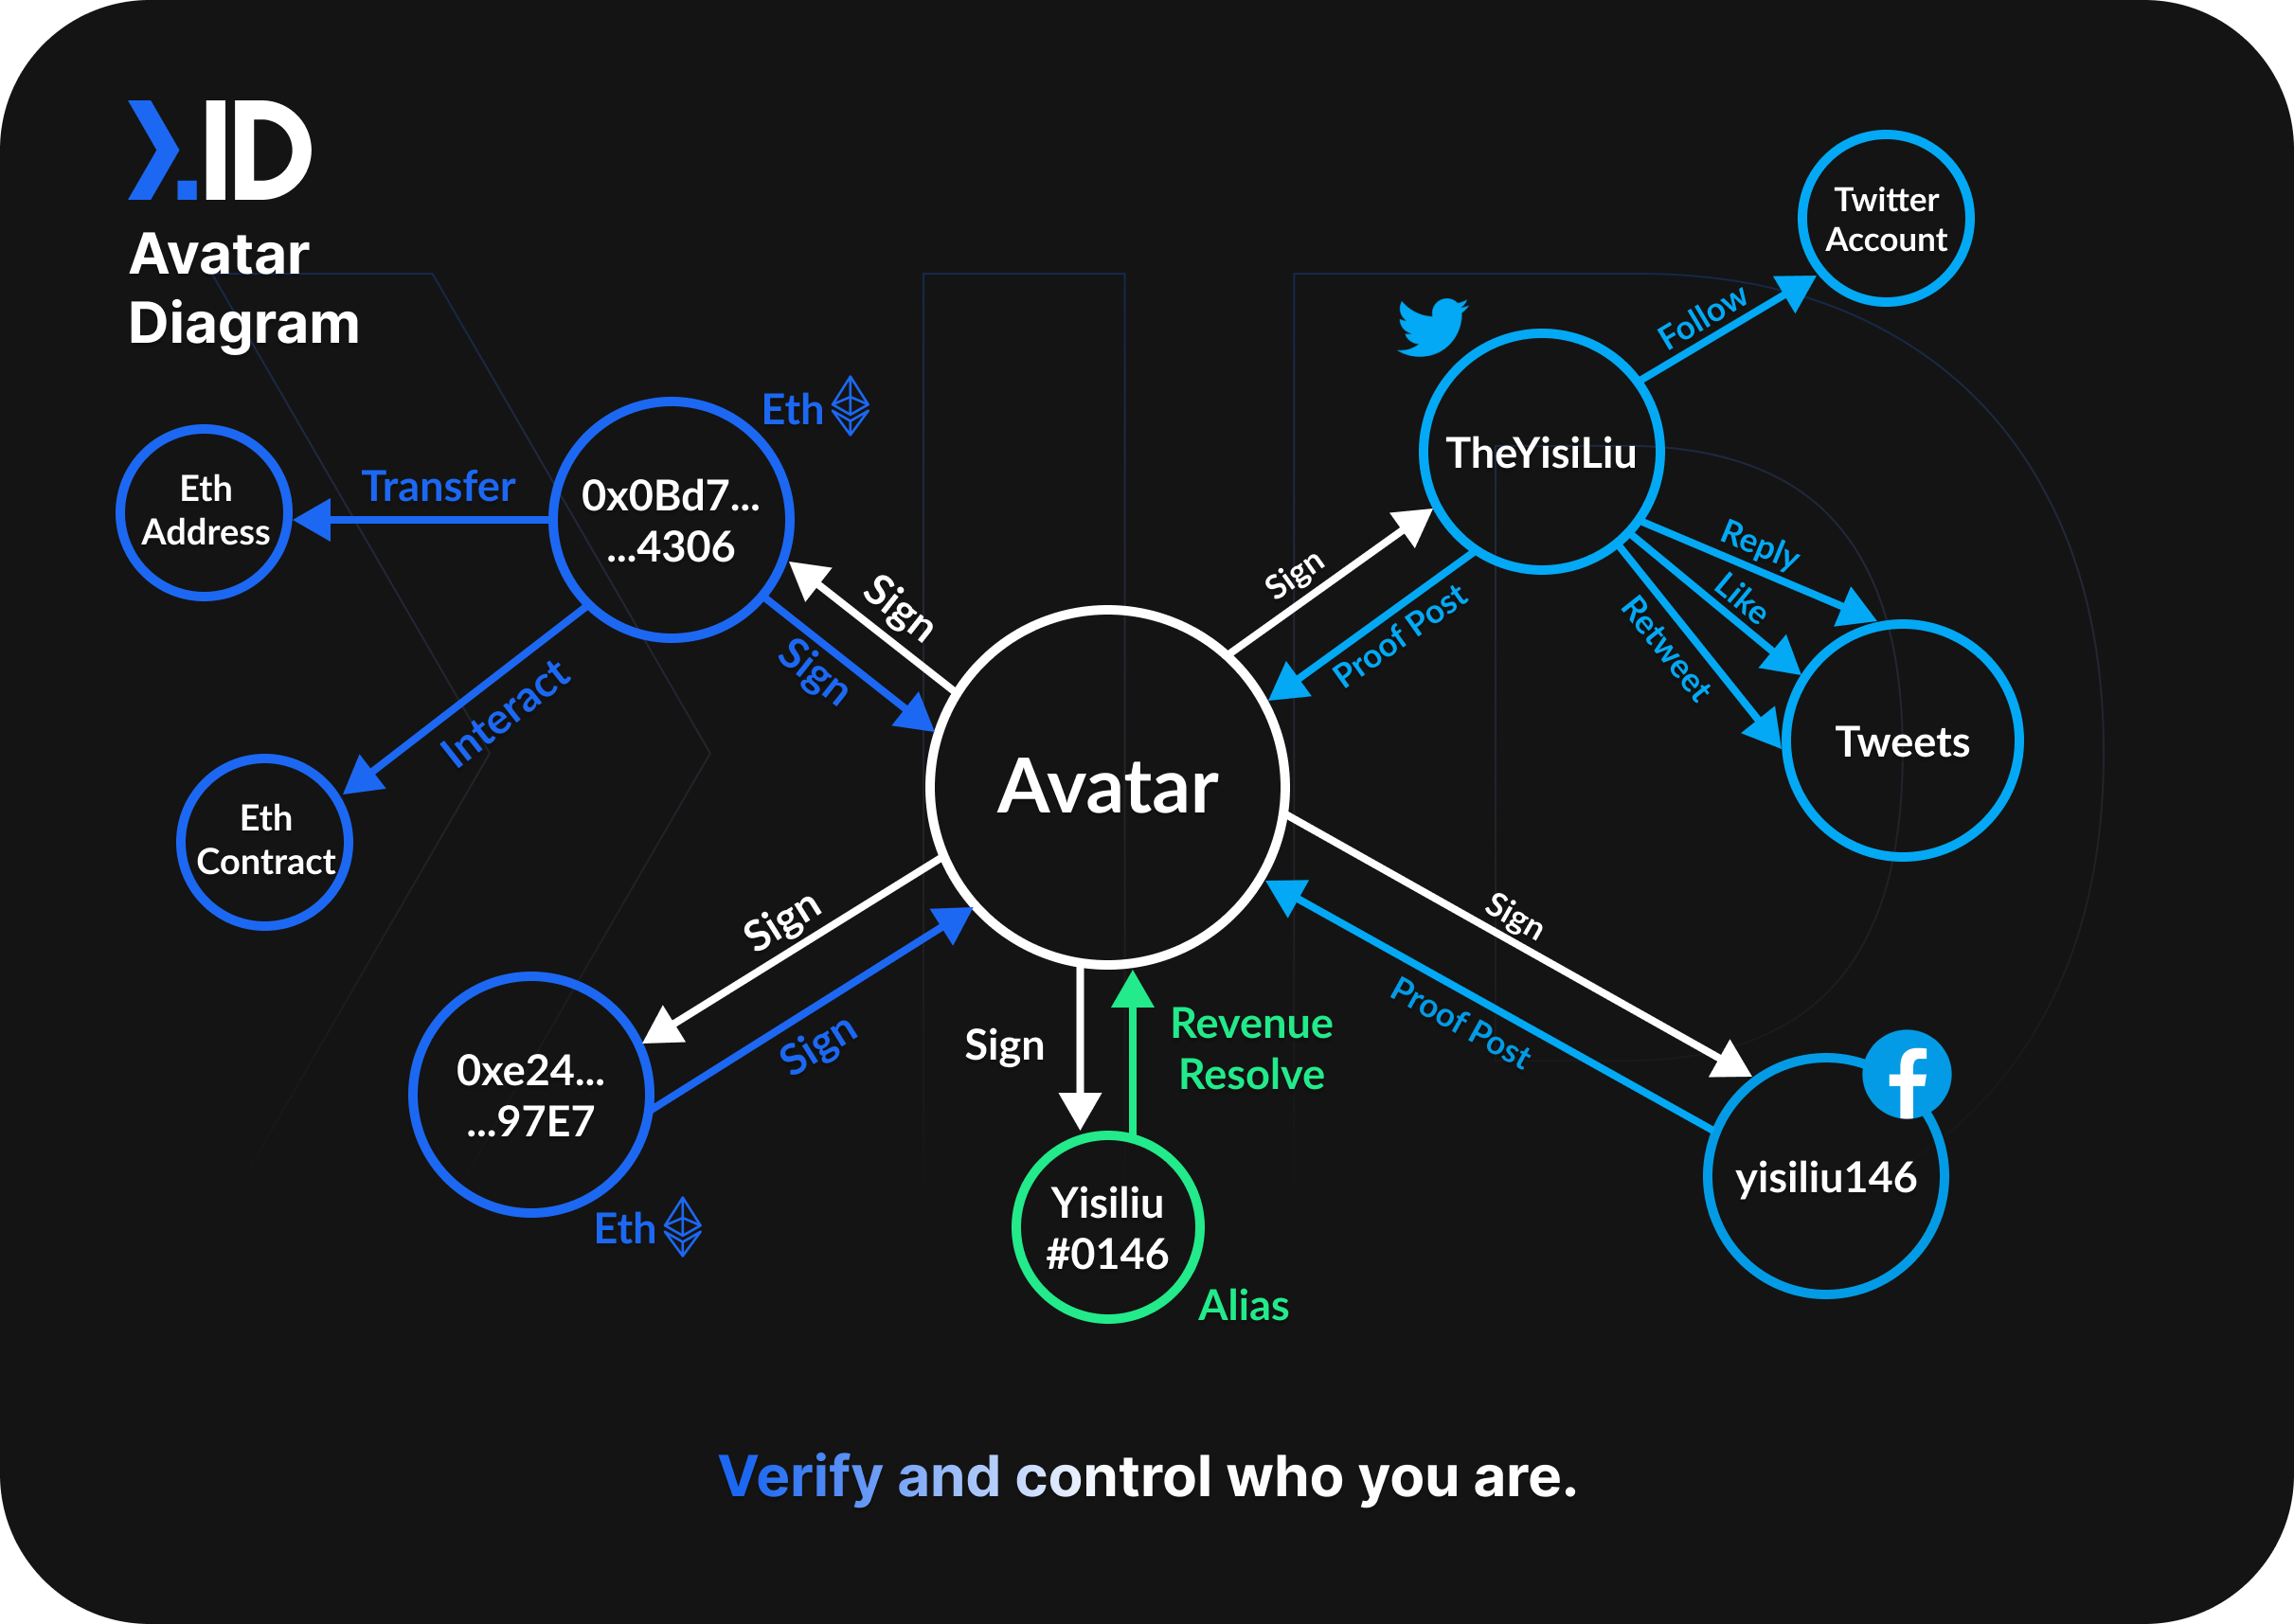 .ID
Avatar
Diagram
Twitter
Account
Follow
Eth
TheYisiLiu
Eth
Address
Transfer
0x0Bd7...
...4306
Reply
Like
Retweet
Sign
Proof Post
Sign
Sign
Interact
Tweets
Avatar
Eth
Contract
Sign
Sign
Sign
Proof Post
0xe24...
...97E7
Eth
Sign
Revenue
Resolve
Yisiliu
#0146
Alias
yisiliu146
Verify and control who you are.